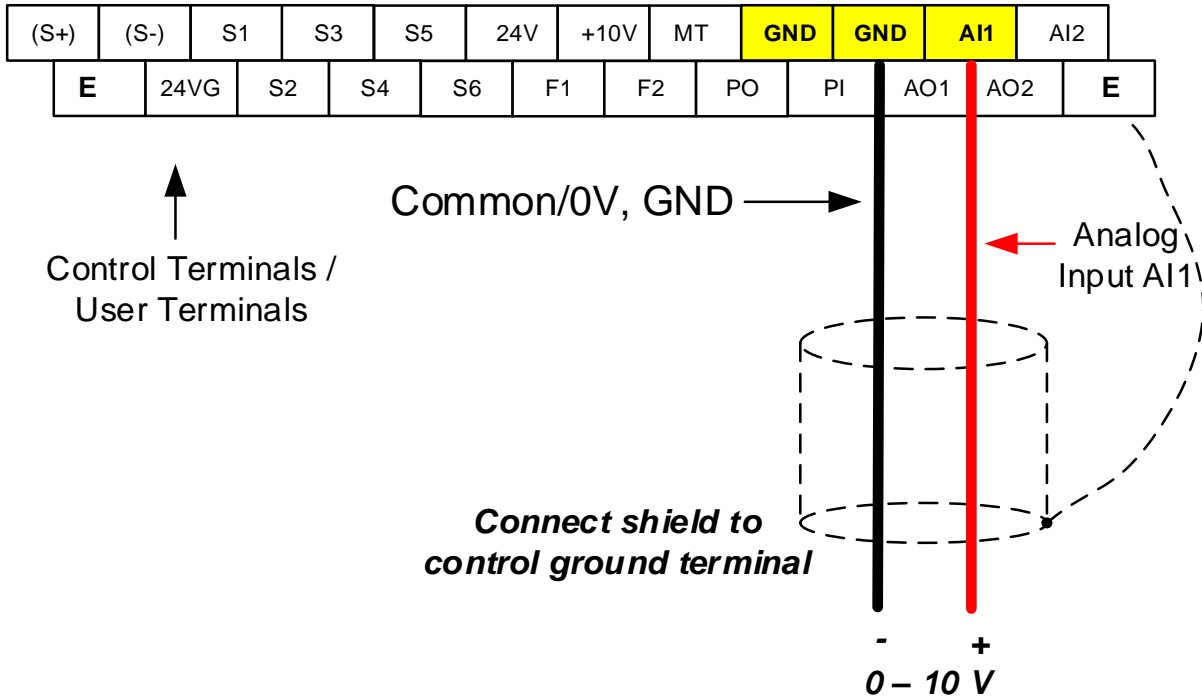 (S+) (S-) S1 S3 S5 24V +10V MT GND GND AI1 AI2
E 24VG S2 S4 S6 F1 F2 PO PI AO1 AO2 E
Common/0V, GND
Control Terminals /
User Terminals
Analog
Input AI1
Connect shield to
control ground terminal
- +
0 – 10 V